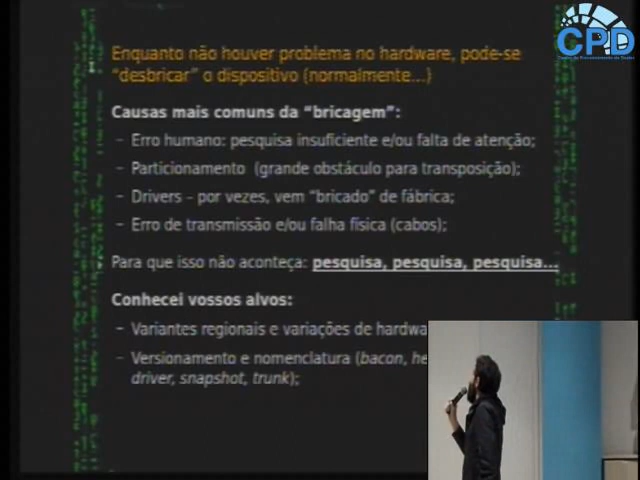 CPD
Enquanto não houver problema no hardware, pode-se
“desbricar” o dispositivo (normalmente...)
Causas mais comuns da “bricagem”:
– Erro humano: pesquisa insuficiente e/ou falta de atenção;
– Particionamento (grande obstáculo para transposição);
– Drivers – por vezes, vem “bricado” de fábrica;
– Erro de transmissão e/ou falha física (cabos);
Para que isso não aconteça: pesquisa, pesquisa, pesquisa...
Conhecei vossos alvos:
– Variantes regionais e variações de hardwa
– Versionamento e nomenclatura (bacon, he
driver, snapshot, trunk);